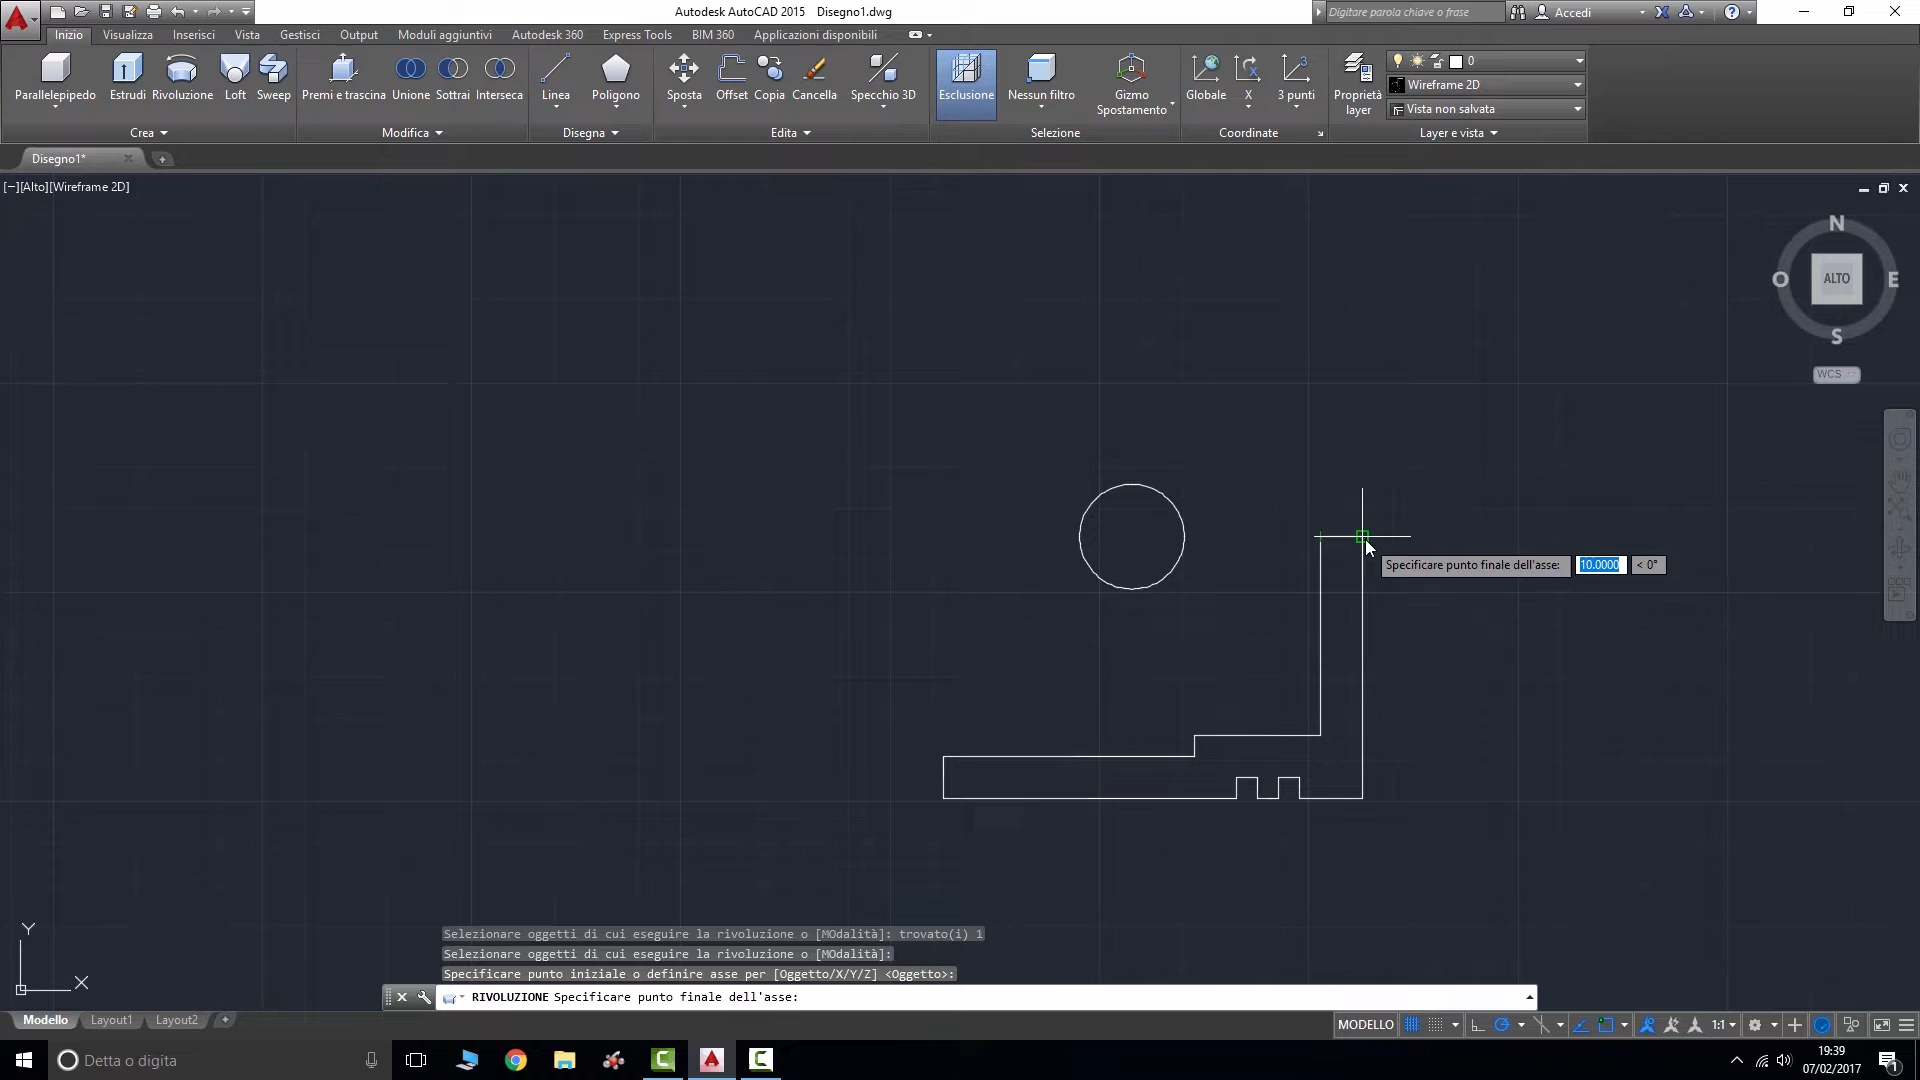 Autodesk AutoCAD 2015 Disegno1.dwg
Digitare parola chiave o frase
Accedi
Inizio Visualizza Inserisci Vista Gestisci Output Moduli aggiuntivi Autodesk 360 Express Tools BIM 360 Applicazioni disponibili
Parallelepipedo Estrudi Rivoluzione Loft Sweep
Premi e trascina Unione Sottrai Interseca
Linea Poligono
Sposta Offset Copia Cancella Specchio 3D
Esclusione Nessun filtro Gizmo Spostamento
Globale X 3 punti
Proprietà layer
0
Wireframe 2D
Vista non salvata
Crea Modifica Disegna Edita Selezione Coordinate Layer e vista
Disegno1*
[−][Alto][Wireframe 2D]
N
O ALTO E
S
WCS
Specificare punto finale dell'asse: 10.0000 < 0°
Y
X
Selezionare oggetti di cui eseguire la rivoluzione o [MOdalità]: trovato(i) 1
Selezionare oggetti di cui eseguire la rivoluzione o [MOdalità]:
Specificare punto iniziale o definire asse per [Oggetto/X/Y/Z] <Oggetto>:
RIVOLUZIONE Specificare punto finale dell'asse:
Modello Layout1 Layout2
MODELLO 1:1
Detta o digita
19:39
07/02/2017
1